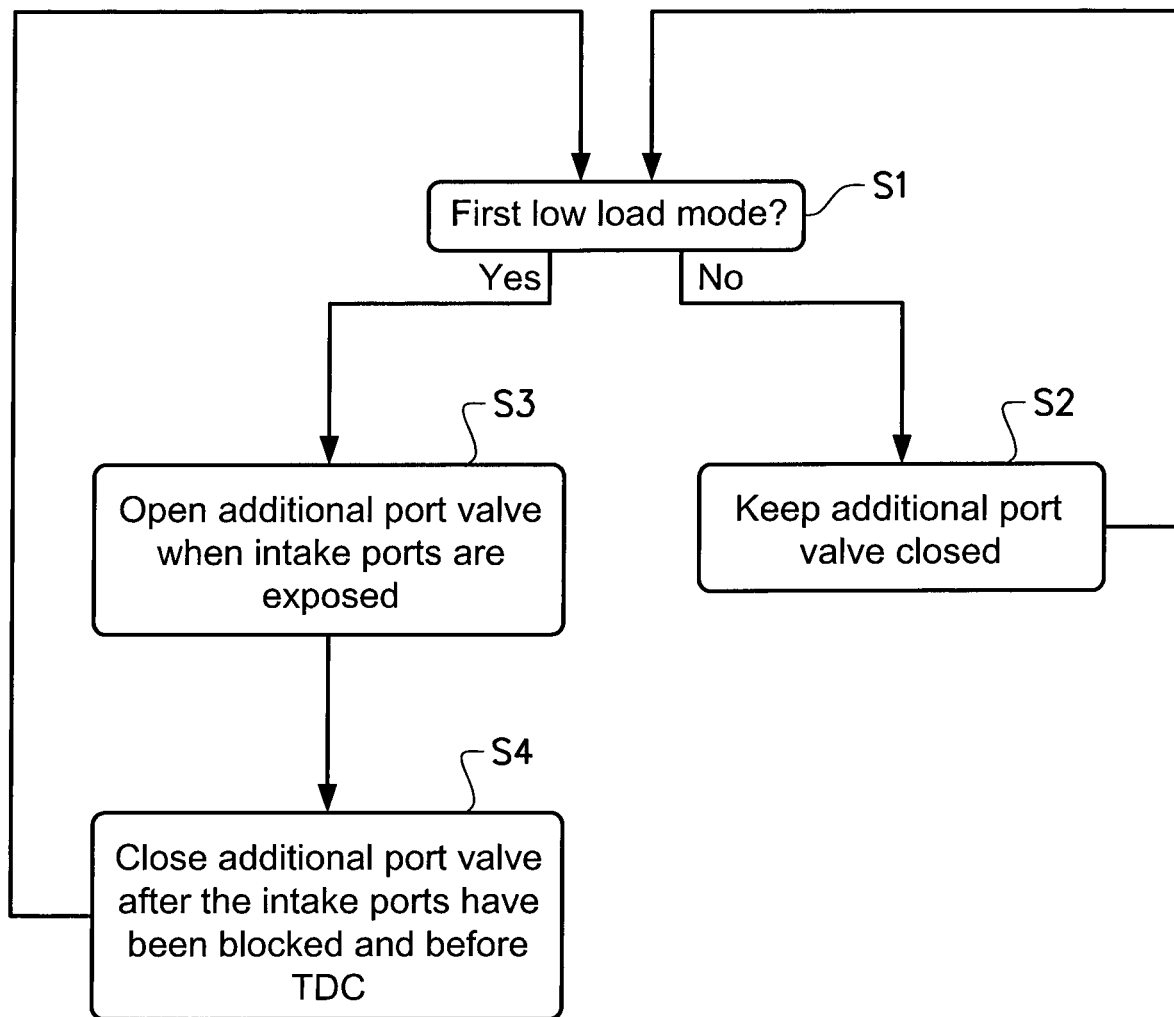 First low load mode?
S1
Yes
No
S3
S2
Open additional port valve
when intake ports are
exposed
Keep additional port
valve closed
S4
Close additional port valve
after the intake ports have
been blocked and before
TDC